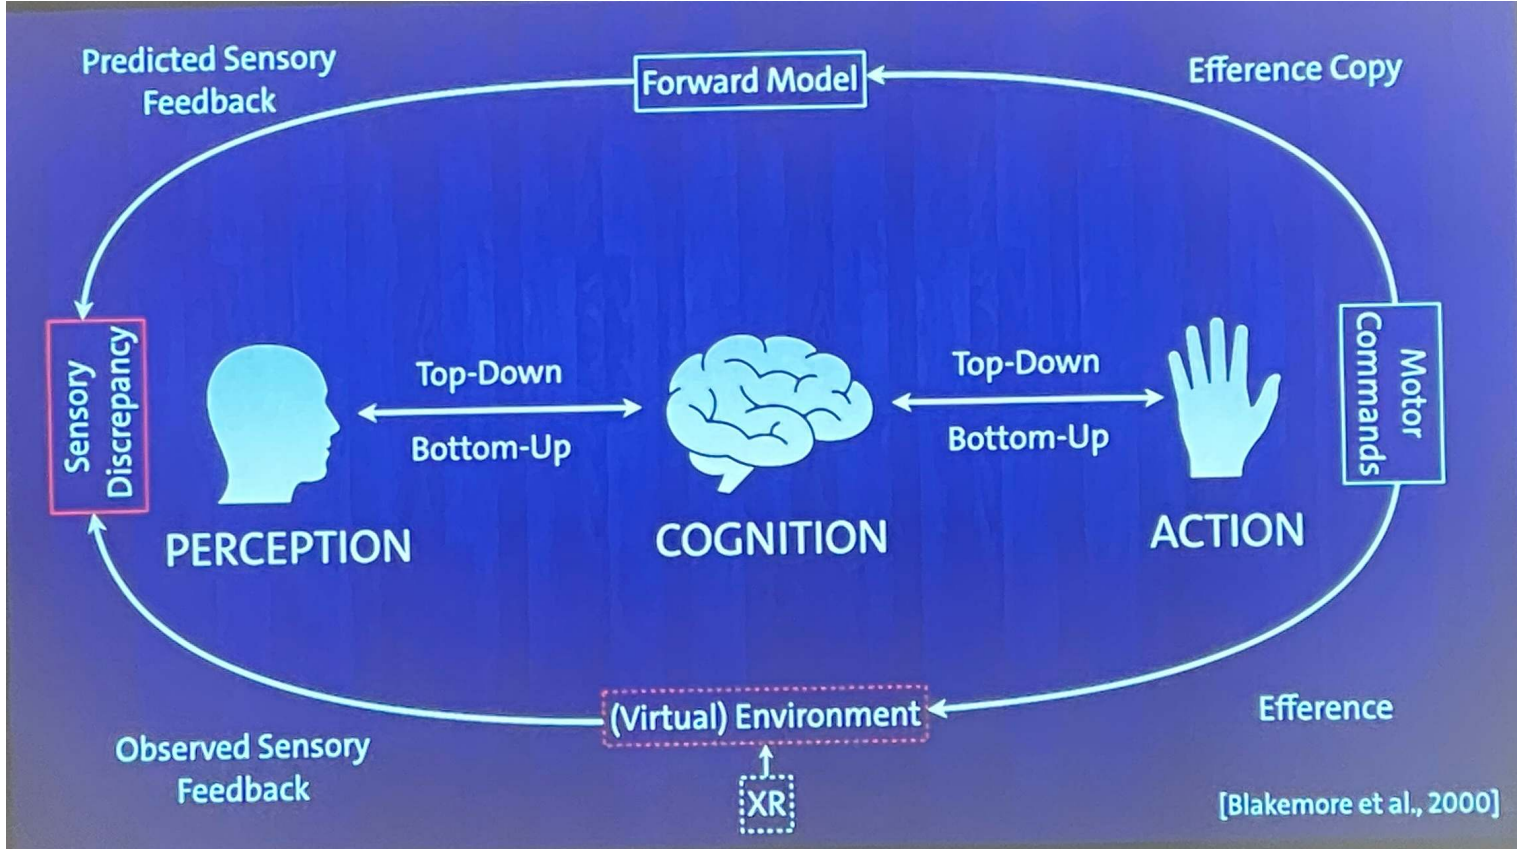 Predicted Sensory
Feedback
Forward Model
Efference Copy
Sensory
Discrepancy
Top-Down
Bottom-Up
Top-Down
Bottom-Up
Motor
Commands
PERCEPTION
COGNITION
ACTION
(Virtual) Environment
Efference
Observed Sensory
Feedback
XR
[Blakemore et al., 2000]